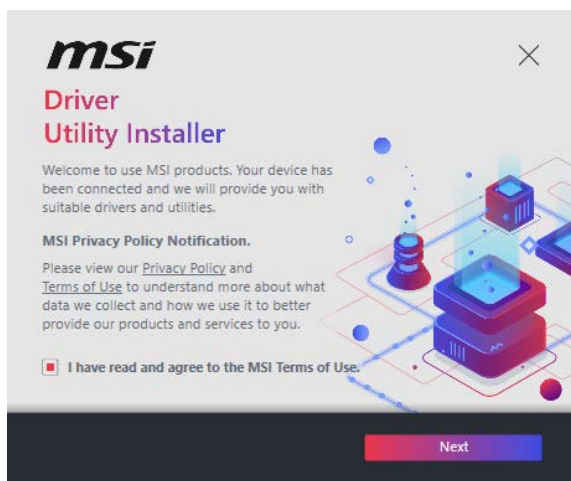 msi
Driver
Utility Installer
Welcome to use MSI products. Your device has
been connected and we will provide you with
suitable drivers and utilities.
MSI Privacy Policy Notification.
Please view our Privacy Policy and
Terms of Use to understand more about what
data we collect and how we use it to better
provide our products and services to you.
I have read and agree to the MSI Terms of Use.
Next